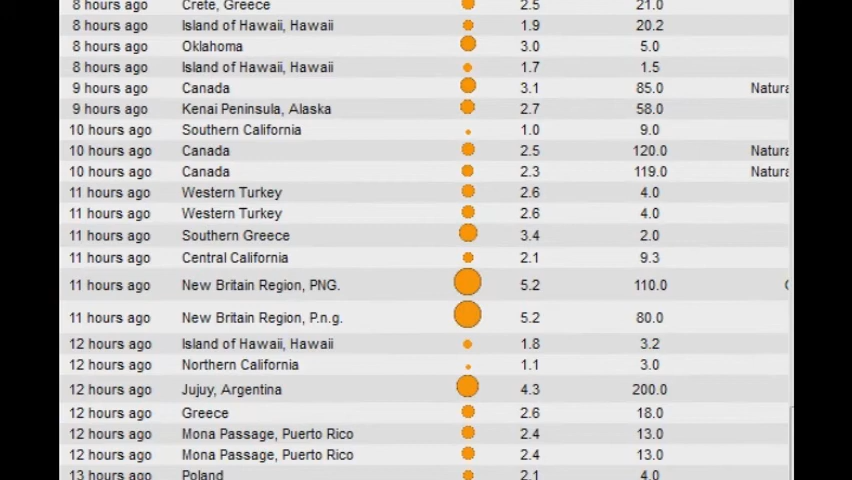 8 hours ago Crete, Greece 2.5 21.0
8 hours ago Island of Hawaii, Hawaii 1.9 20.2
8 hours ago Oklahoma 3.0 5.0
8 hours ago Island of Hawaii, Hawaii 1.7 1.5
9 hours ago Canada 3.1 85.0 Natura
9 hours ago Kenai Peninsula, Alaska 2.7 58.0
10 hours ago Southern California 1.0 9.0
10 hours ago Canada 2.5 120.0 Natura
10 hours ago Canada 2.3 119.0 Natura
11 hours ago Western Turkey 2.6 4.0
11 hours ago Western Turkey 2.6 4.0
11 hours ago Southern Greece 3.4 2.0
11 hours ago Central California 2.1 9.3
11 hours ago New Britain Region, PNG. 5.2 110.0
11 hours ago New Britain Region, P.n.g. 5.2 80.0
12 hours ago Island of Hawaii, Hawaii 1.8 3.2
12 hours ago Northern California 1.1 3.0
12 hours ago Jujuy, Argentina 4.3 200.0
12 hours ago Greece 2.6 18.0
12 hours ago Mona Passage, Puerto Rico 2.4 13.0
12 hours ago Mona Passage, Puerto Rico 2.4 13.0
13 hours ago Poland 2.1 4.0